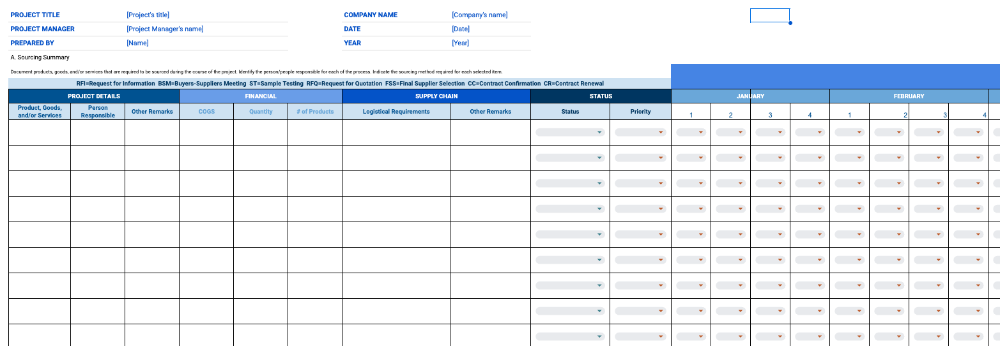 PROJECT TITLE [Project's title] COMPANY NAME [Company's name]
PROJECT MANAGER [Project Manager's name] DATE [Date]
PREPARED BY [Name] YEAR [Year]
A. Sourcing Summary
Document products, goods, and/or services that are required to be sourced during the course of the project. Identify the person/people responsible for each of the process. Indicate the sourcing method required for each selected item.
RFI=Request for Information BSM=Buyers-Suppliers Meeting ST=Sample Testing RFQ=Request for Quotation FSS=Final Supplier Selection CC=Contract Confirmation CR=Contract Renewal
PROJECT DETAILS FINANCIAL SUPPLY CHAIN STATUS JANUARY FEBRUARY
Product, Goods, and/or Services Person Responsible Other Remarks COGS Quantity # of Products Logistical Requirements Other Remarks Status Priority 1 2 3 4 1 2 3 4